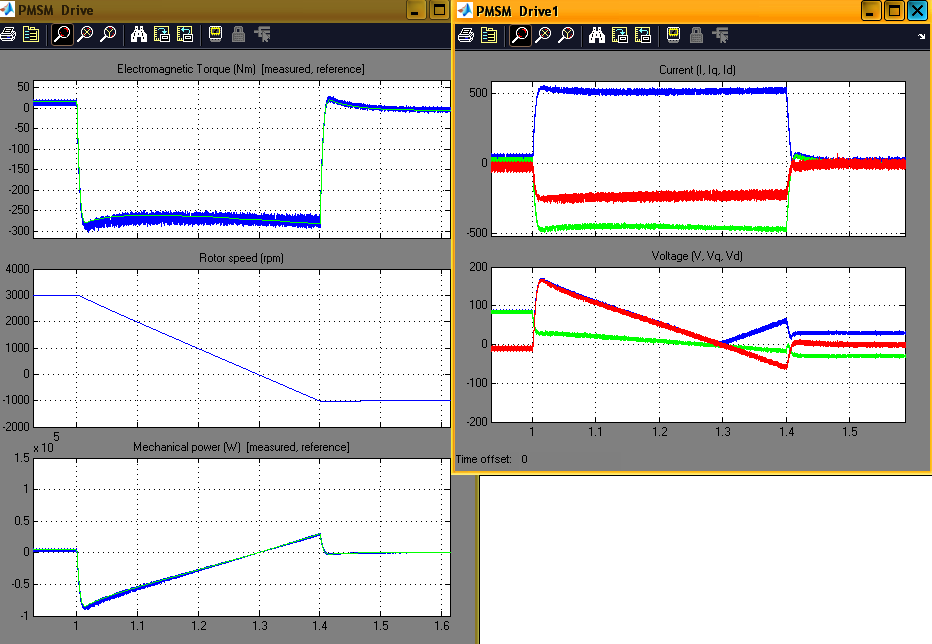 PMSM Drive
Electromagnetic Torque (Nm) [measured, reference]
50
0
-50
-100
-150
-200
-250
-300
Rotor speed (rpm)
4000
3000
2000
1000
0
-1000
-2000
x 10^5
Mechanical power (W) [measured, reference]
1.5
1
0.5
0
-0.5
-1
1 1.1 1.2 1.3 1.4 1.5 1.6
PMSM Drive1
Current (I, Iq, Id)
500
0
-500
Voltage (V, Vq, Vd)
200
100
0
-100
-200
1 1.1 1.2 1.3 1.4 1.5
Time offset: 0